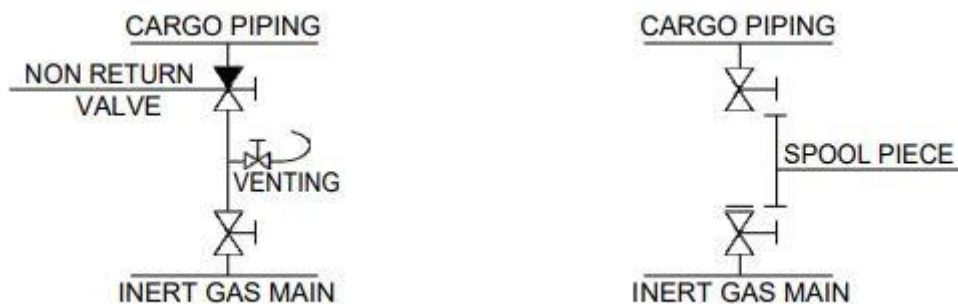 CARGO PIPING
NON RETURN
VALVE
VENTING
INERT GAS MAIN
CARGO PIPING
SPOOL PIECE
INERT GAS MAIN